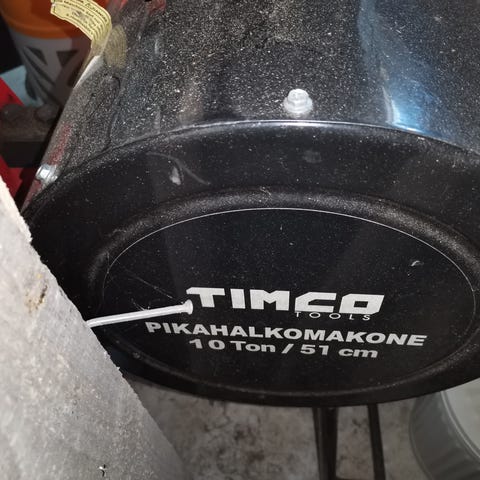 TIMCO
TOOLS
PIKAHALKOMAKONE
10 Ton / 51 cm